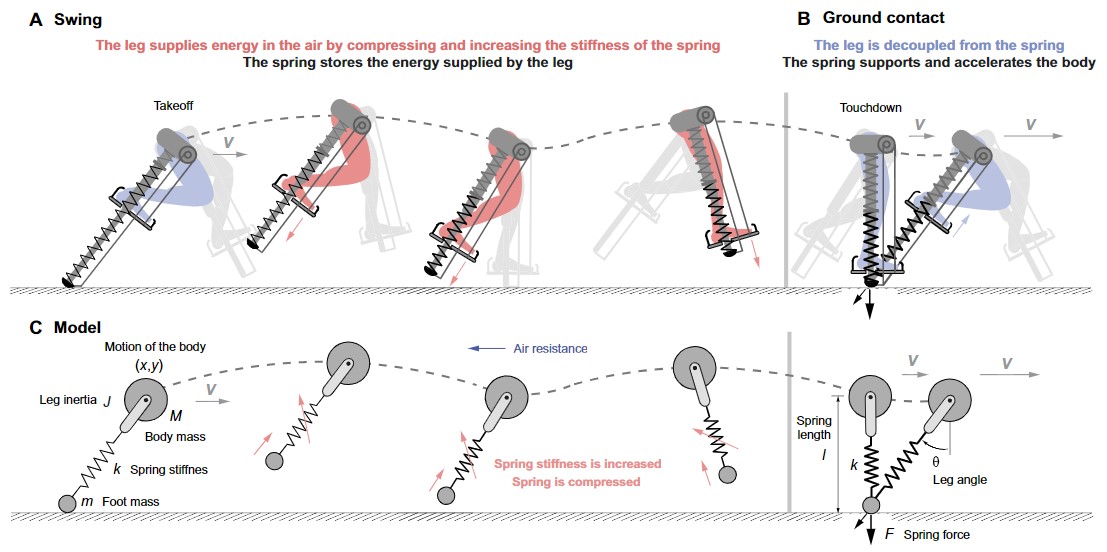 A Swing
The leg supplies energy in the air by compressing and increasing the stiffness of the spring
The spring stores the energy supplied by the leg
Takeoff
V
B Ground contact
The leg is decoupled from the spring
The spring supports and accelerates the body
Touchdown
V
V
C Model
Motion of the body
(x,y)
Leg inertia J
V
M
Body mass
k Spring stiffnes
m Foot mass
Air resistance
Spring stiffness is increased
Spring is compressed
V
V
Spring
length
l
k
θ
Leg angle
F Spring force